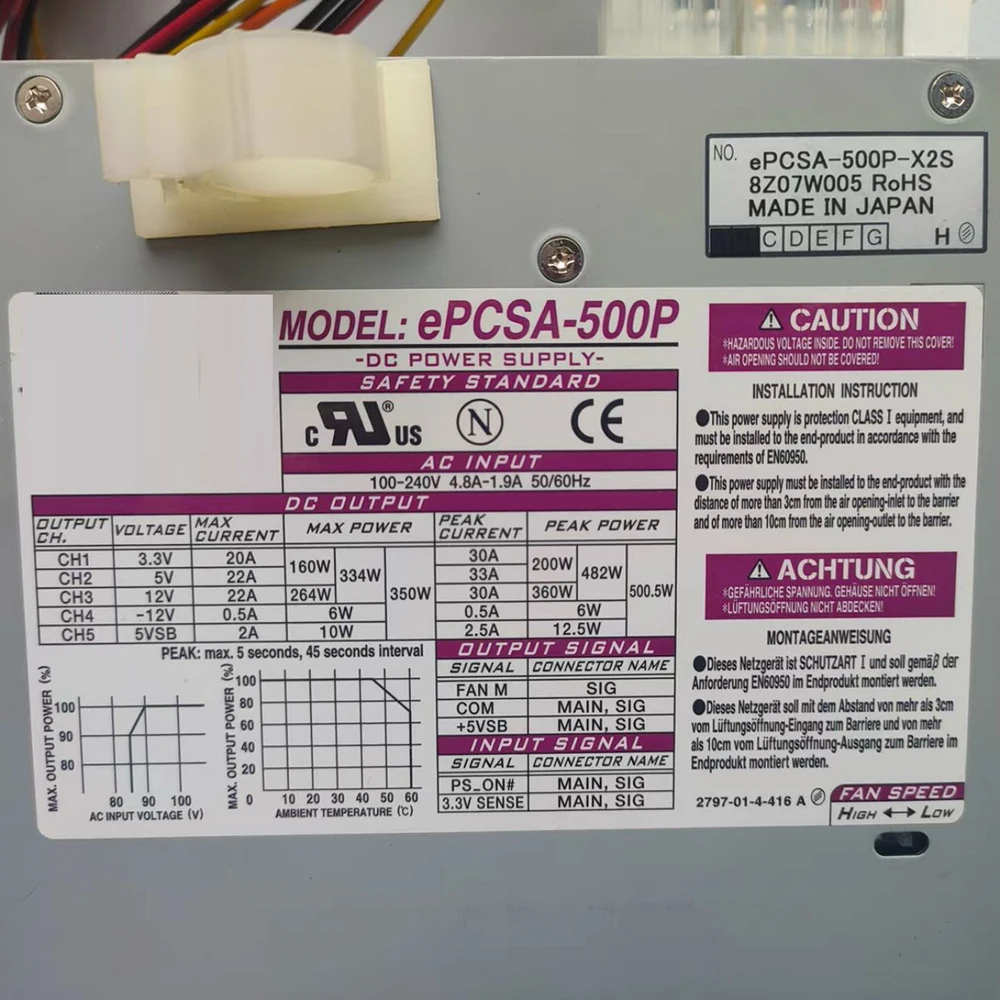 NO. ePCSA-500P-X2S
8Z07W005 RoHS
MADE IN JAPAN
C D E F G H
MODEL: ePCSA-500P
-DC POWER SUPPLY-
SAFETY STANDARD
c RU ® US N CE
AC INPUT
100-240V 4.8A-1.9A 50/60Hz
DC OUTPUT
OUTPUT CH. VOLTAGE MAX CURRENT MAX POWER PEAK CURRENT PEAK POWER
CH1 3.3V 20A 160W 334W 350W 30A 200W 482W 500.5W
CH2 5V 22A 33A
CH3 12V 22A 264W 30A 360W
CH4 -12V 0.5A 6W 0.5A 6W
CH5 5VSB 2A 10W 2.5A 12.5W
PEAK: max. 5 seconds, 45 seconds interval
MAX. OUTPUT POWER (%)
100
90
80
80 90 100
AC INPUT VOLTAGE (V)
MAX. OUTPUT POWER (%)
100
80
60
40
20
0 10 20 30 40 50 60
AMBIENT TEMPERATURE (℃)
OUTPUT SIGNAL
SIGNAL CONNECTOR NAME
FAN M SIG
COM MAIN, SIG
+5VSB MAIN, SIG
INPUT SIGNAL
SIGNAL CONNECTOR NAME
PS_ON# MAIN, SIG
3.3V SENSE MAIN, SIG
⚠ CAUTION
※HAZARDOUS VOLTAGE INSIDE. DO NOT REMOVE THIS COVER!
※AIR OPENING SHOULD NOT BE COVERED!
INSTALLATION INSTRUCTION
●This power supply is protection CLASS I equipment, and
must be installed to the end-product in accordance with the
requirements of EN60950.
●This power supply must be installed to the end-product with the
distance of more than 3cm from the air opening-inlet to the barrier
and of more than 10cm from the air opening-outlet to the barrier.
⚠ ACHTUNG
※GEFÄHRLICHE SPANNUNG. GEHÄUSE NICHT ÖFFNEN!
※LÜFTUNGSÖFFNUNG NICHT ABDECKEN!
MONTAGEANWEISUNG
●Dieses Netzgerät ist SCHUTZART I und soll gemäß der
Anforderung EN60950 im Endprodukt montiert werden.
●Dieses Netzgerät soll mit dem Abstand von mehr als 3cm
vom Lüftungsöffnung-Eingang zum Barriere und von mehr
als 10cm vom Lüftungsöffnung-Ausgang zum Barriere im
Endprodukt montiert werden.
2797-01-4-416 A
FAN SPEED
HIGH ↔ LOW